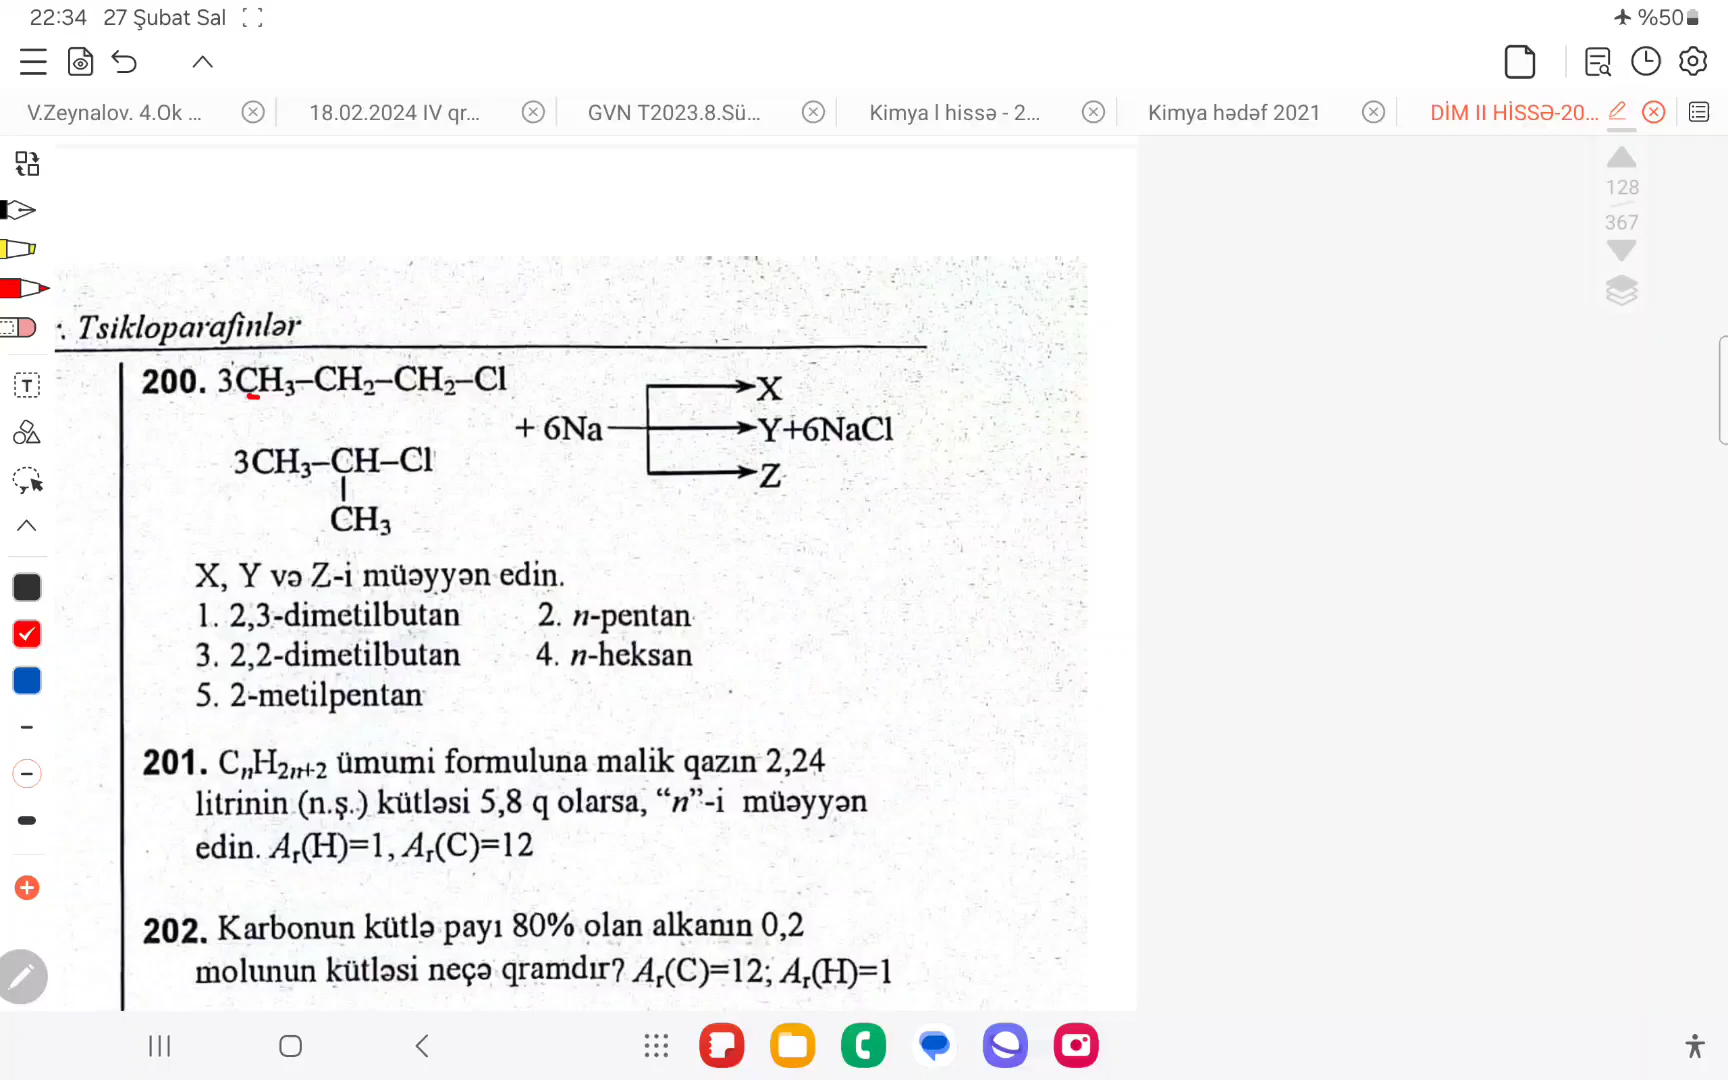 22:34 27 Şubat Sal
%50
V.Zeynalov. 4.Ok ...
18.02.2024 IV qr...
GVN T2023.8.Sü...
Kimya l hissə - 2...
Kimya hədəf 2021
DİM II HİSSƏ-20...
128
367
T
. Tsikloparafinlər
200. 3CH₃–CH₂–CH₂–Cl
+ 6Na
3CH₃–CH–Cl
CH₃
X
Y+6NaCl
Z
X, Y və Z-i müəyyən edin.
1. 2,3-dimetilbutan 2. n-pentan
3. 2,2-dimetilbutan 4. n-heksan
5. 2-metilpentan
201. CₙH₂ₙ₊₂ ümumi formuluna malik qazın 2,24
litrinin (n.ş.) kütləsi 5,8 q olarsa, “n”-i müəyyən
edin. Aᵣ(H)=1, Aᵣ(C)=12
202. Karbonun kütlə payı 80% olan alkanın 0,2
molunun kütləsi neçə qramdır? Aᵣ(C)=12; Aᵣ(H)=1